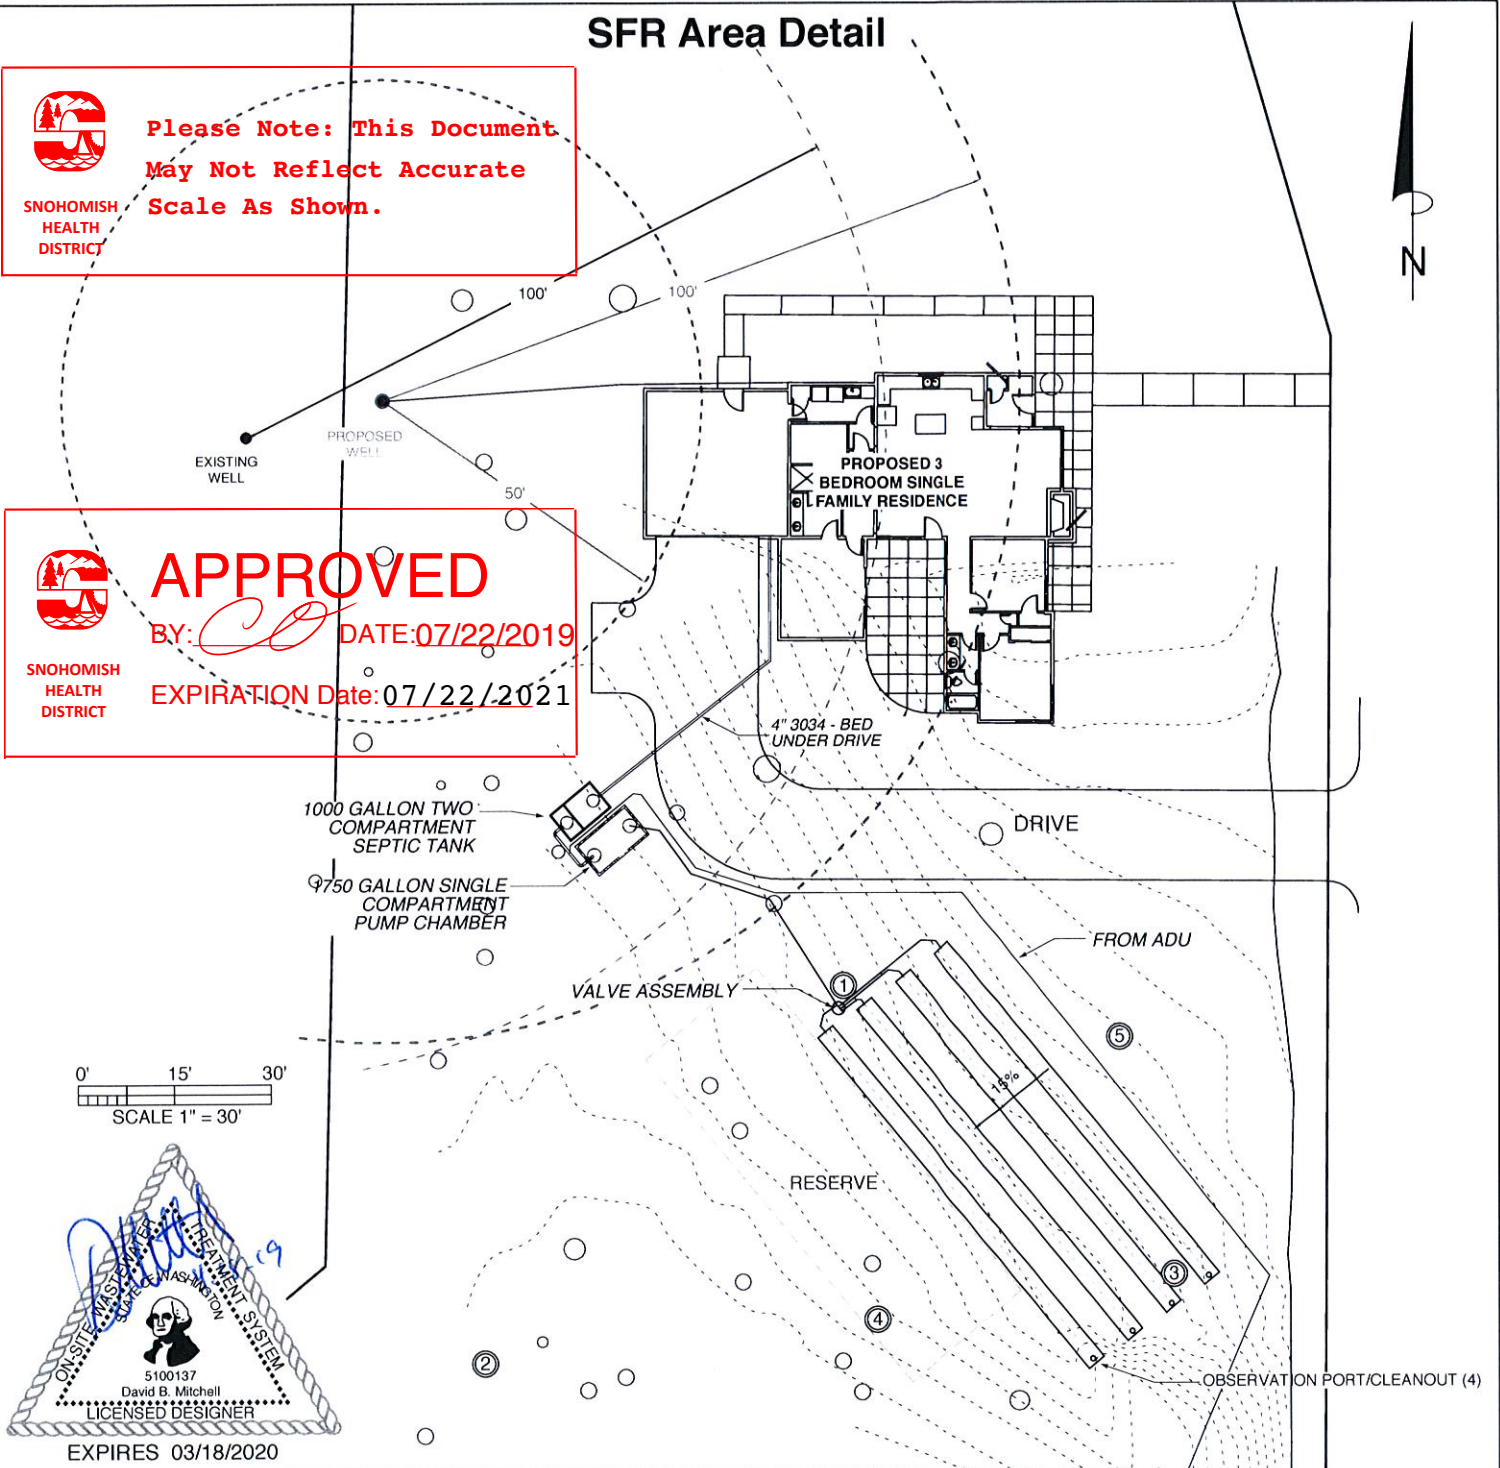 SFR Area Detail
Please Note: This Document
May Not Reflect Accurate
Scale As Shown.
SNOHOMISH
HEALTH
DISTRICT
100'
100'
N
EXISTING
WELL
PROPOSED
WELL
50'
PROPOSED 3
BEDROOM SINGLE
FAMILY RESIDENCE
APPROVED
BY: DATE:07/22/2019
EXPIRATION Date:07/22/2021
SNOHOMISH
HEALTH
DISTRICT
4" 3034 - BED
UNDER DRIVE
1000 GALLON TWO
COMPARTMENT
SEPTIC TANK
1750 GALLON SINGLE
COMPARTMENT
PUMP CHAMBER
DRIVE
FROM ADU
VALVE ASSEMBLY
1
5
15%
0' 15' 30'
SCALE 1" = 30'
RESERVE
3
4
2
OBSERVATION PORT/CLEANOUT (4)
ON-SITE WASTEWATER TREATMENT SYSTEM
STATE OF WASHINGTON
5100137
David B. Mitchell
LICENSED DESIGNER
EXPIRES 03/18/2020